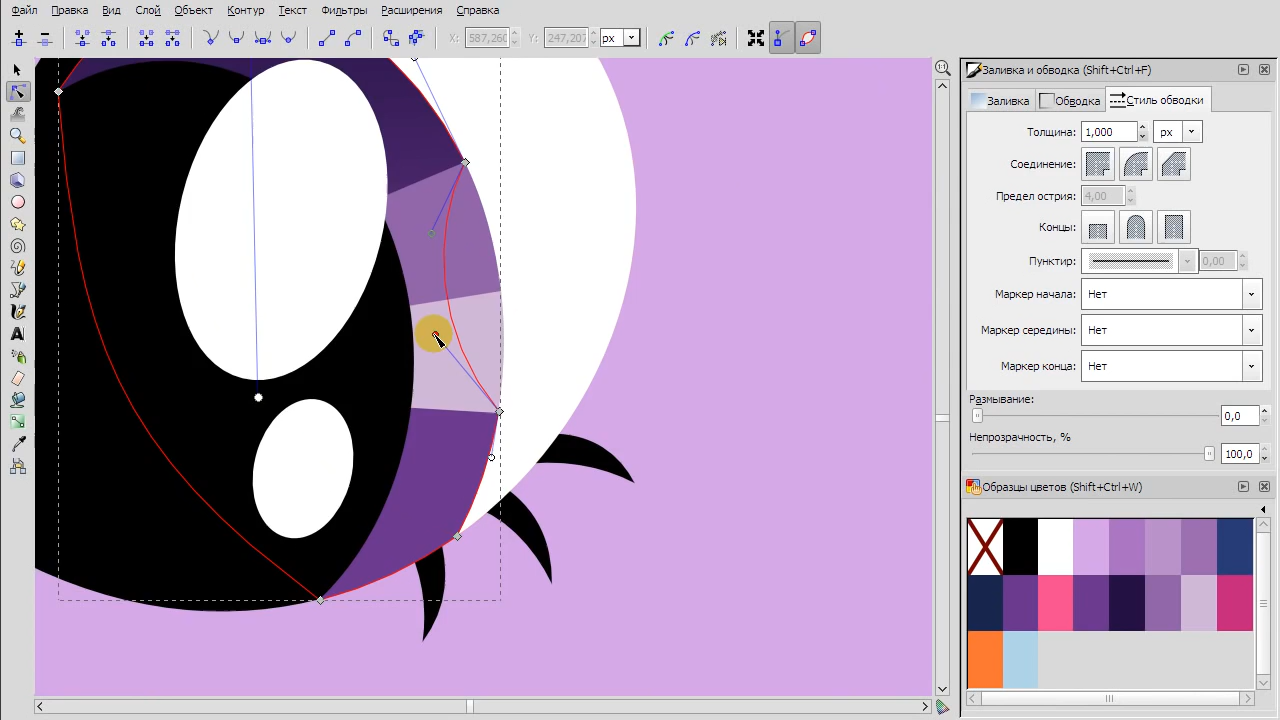 Файл Правка Вид Слой Объект Контур Текст Фильтры Расширения Справка
X: 587,260 Y: 247,207 px
Заливка и обводка (Shift+Ctrl+F)
Заливка Обводка Стиль обводки
Толщина: 1,000 px
Соединение:
Предел острия: 4,00
Концы:
Пунктир: 0,00
Маркер начала: Нет
Маркер середины: Нет
Маркер конца: Нет
Размывание:
0,0
Непрозрачность, %
100,0
Образцы цветов (Shift+Ctrl+W)